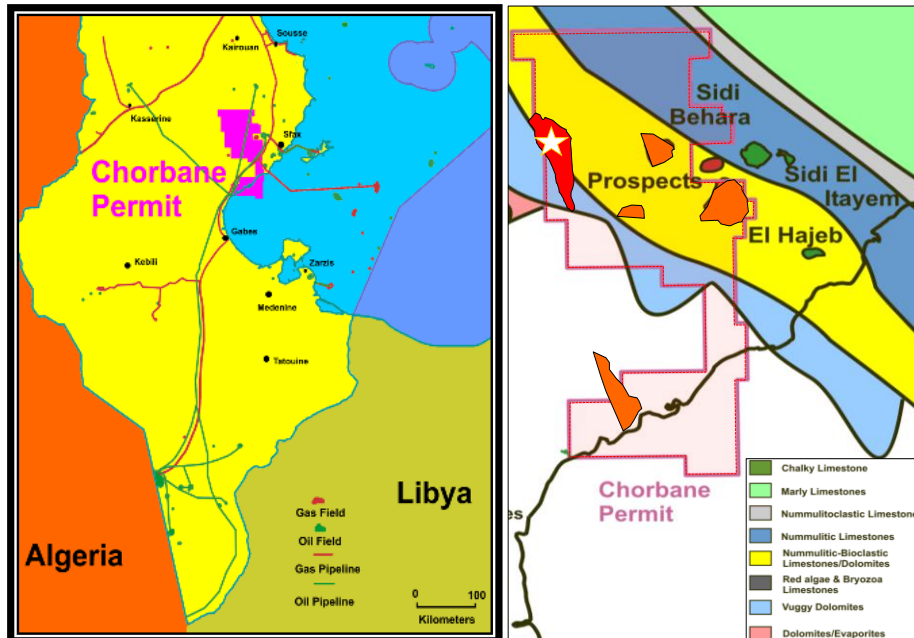 Sousse
Kairouan
Kasserine
Sfax
Chorbane
Permit
Gabes
Kebili
Zarzis
Medenine
Tatouine
Gas Field
Oil Field
Gas Pipeline
Oil Pipeline
Libya
Algeria
0 100
Kilometers
Sidi
Behara
Prospects
Sidi El
Itayem
El Hajeb
Chorbane
Permit
es
Chalky Limestone
Marly Limestones
Nummulitoclastic Limestone
Nummulitic Limestones
Nummulitic-Bioclastic
Limestones/Dolomites
Red algae & Bryozoa
Limestones
Vuggy Dolomites
Dolomites/Evaporites